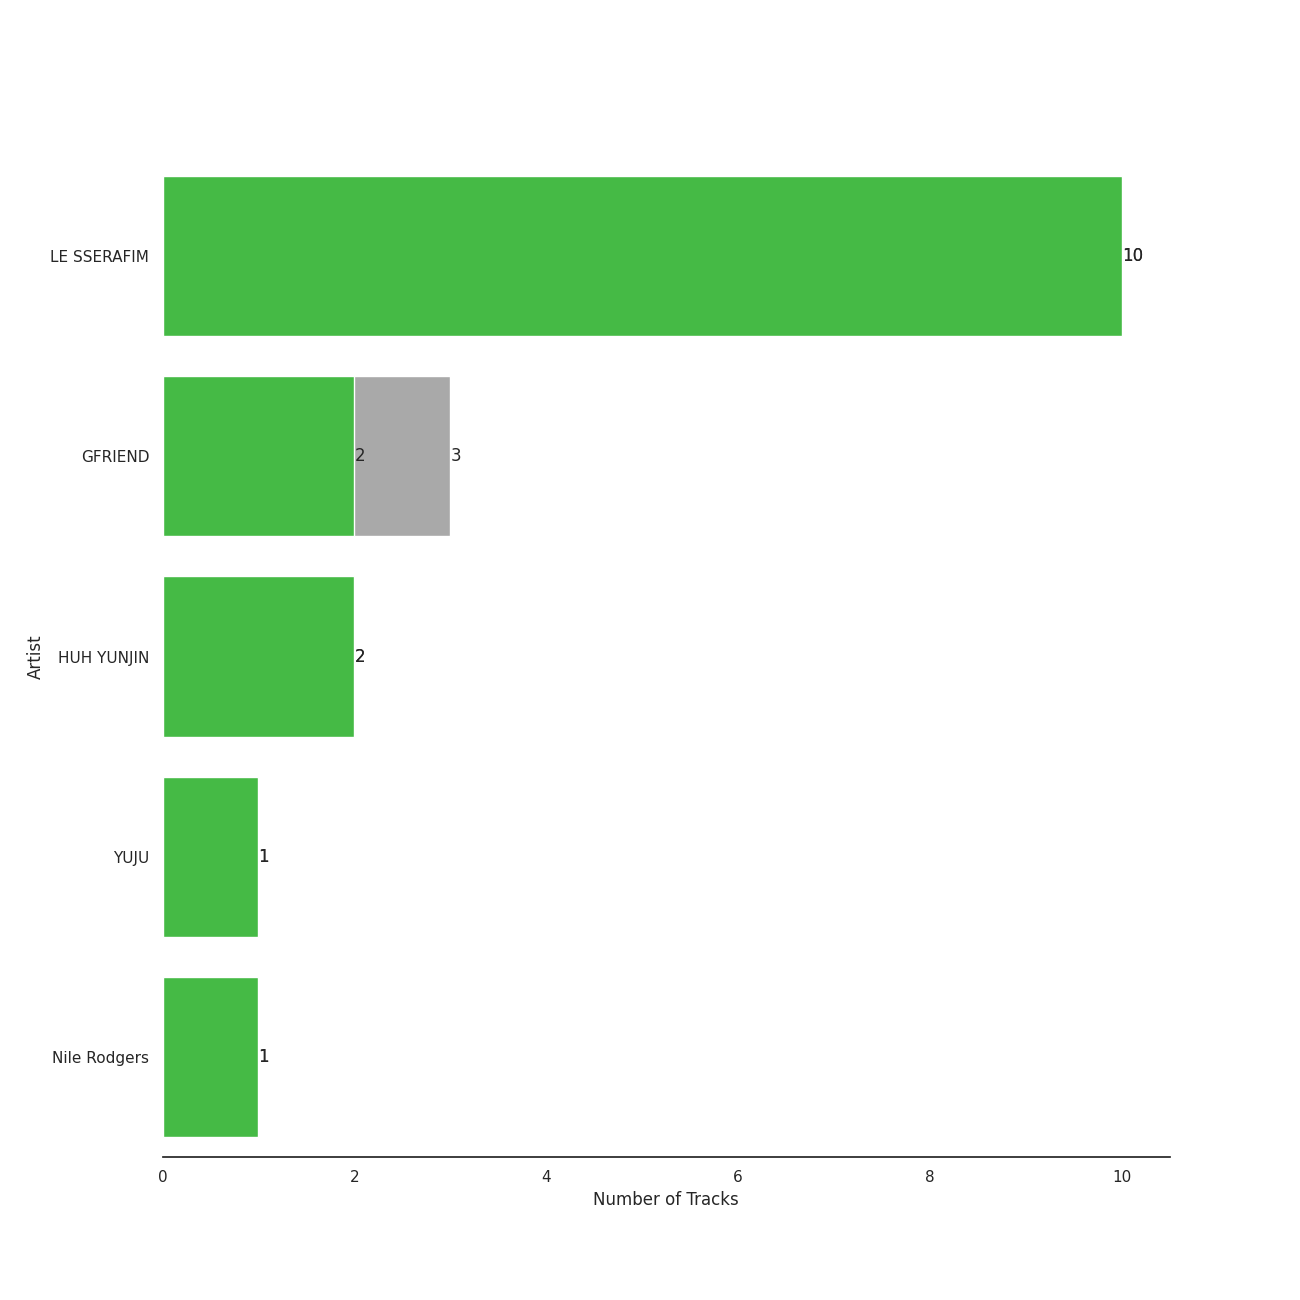 LE SSERAFIM
10
GFRIEND
2
3
HUH YUNJIN
2
YUJU
1
Nile Rodgers
1
Artist
0 2 4 6 8 10
Number of Tracks